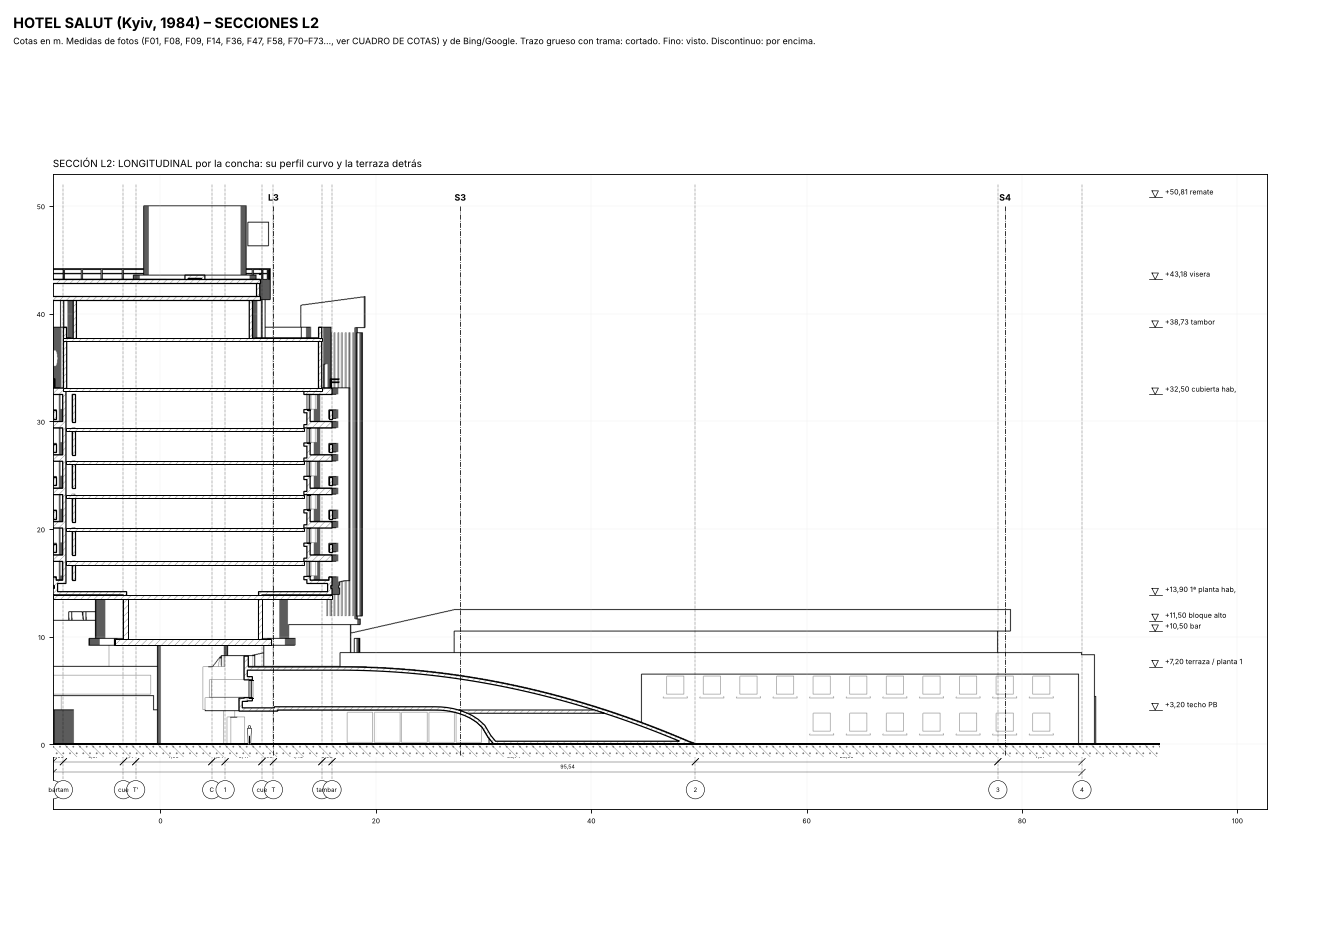 HOTEL SALUT (Kyiv, 1984) – SECCIONES L2
Cotas en m. Medidas de fotos (F01, F08, F09, F14, F36, F47, F58, F70–F73..., ver CUADRO DE COTAS) y de Bing/Google. Trazo grueso con trama: cortado. Fino: visto. Discontinuo: por encima.
SECCIÓN L2: LONGITUDINAL por la concha: su perfil curvo y la terraza detrás
L3
S3
S4
+50,81 remate
+43,18 visera
+38,73 tambor
+32,50 cubierta hab,
+13,90 1ª planta hab,
+11,50 bloque alto
+10,50 bar
+7,20 terraza / planta 1
+3,20 techo PB
50
40
30
20
10
0
95,54
T'
C
1
T
2
3
4
0
20
40
60
80
100